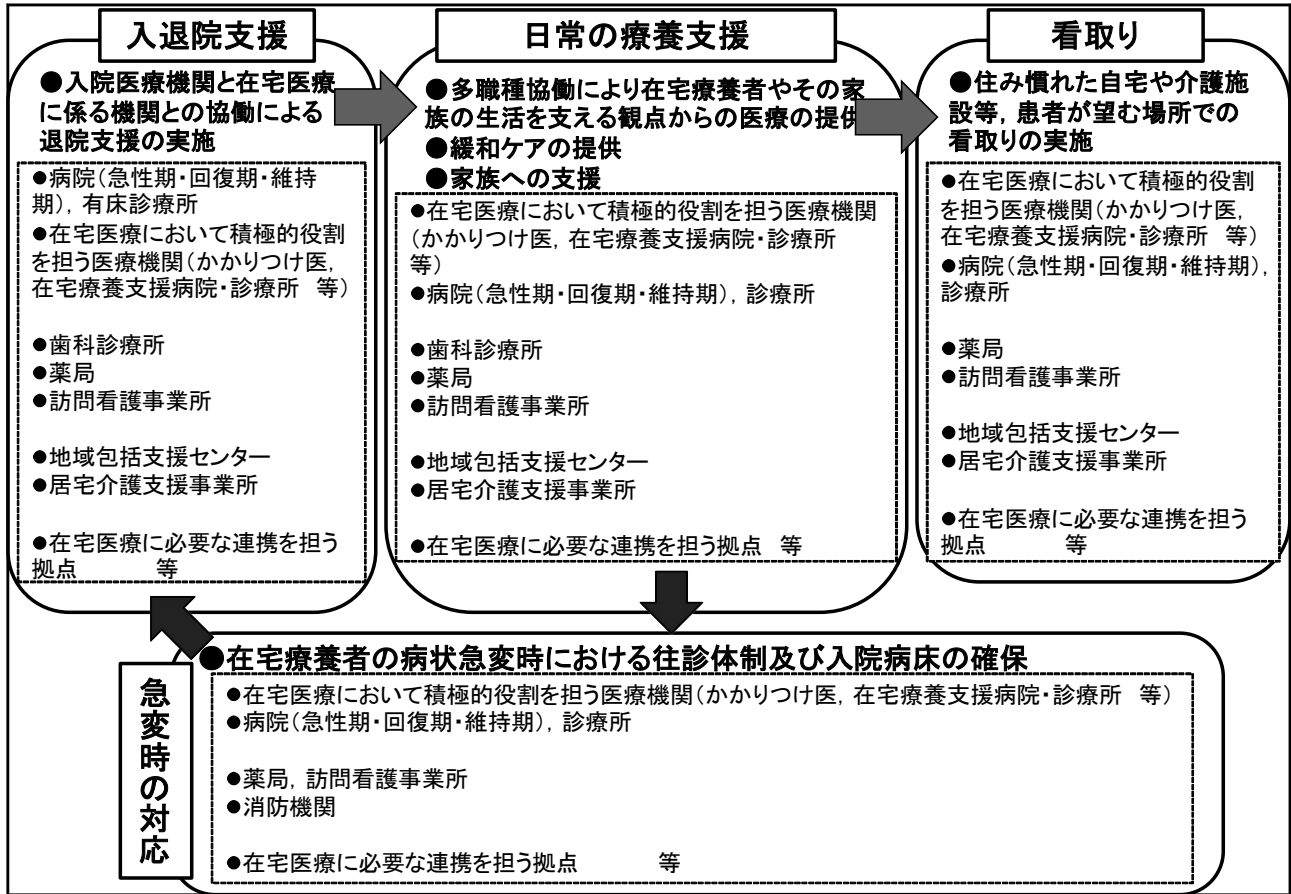 入退院支援
●入院医療機関と在宅医療
に係る機関との協働による
退院支援の実施
●病院(急性期・回復期・維持
期), 有床診療所
●在宅医療において積極的役割
を担う医療機関(かかりつけ医,
在宅療養支援病院・診療所　等)
●歯科診療所
●薬局
●訪問看護事業所
●地域包括支援センター
●居宅介護支援事業所
●在宅医療に必要な連携を担う
拠点　　　等
日常の療養支援
●多職種協働により在宅療養者やその家
族の生活を支える観点からの医療の提供
●緩和ケアの提供
●家族への支援
●在宅医療において積極的役割を担う医療機関
(かかりつけ医, 在宅療養支援病院・診療所
等)
●病院(急性期・回復期・維持期), 診療所
●歯科診療所
●薬局
●訪問看護事業所
●地域包括支援センター
●居宅介護支援事業所
●在宅医療に必要な連携を担う拠点　等
看取り
●住み慣れた自宅や介護施
設等, 患者が望む場所での
看取りの実施
●在宅医療において積極的役割
を担う医療機関(かかりつけ医,
在宅療養支援病院・診療所　等)
●病院(急性期・回復期・維持期),
診療所
●薬局
●訪問看護事業所
●地域包括支援センター
●居宅介護支援事業所
●在宅医療に必要な連携を担う
拠点　　　等
急変時の対応
●在宅療養者の病状急変時における往診体制及び入院病床の確保
●在宅医療において積極的役割を担う医療機関(かかりつけ医, 在宅療養支援病院・診療所　等)
●病院(急性期・回復期・維持期), 診療所
●薬局, 訪問看護事業所
●消防機関
●在宅医療に必要な連携を担う拠点　　　等